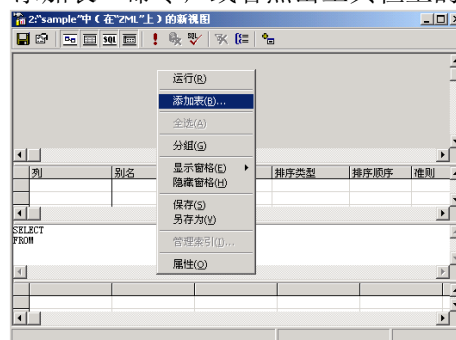 2:"sample"中(在"ZML"上)的新视图
运行(R)
添加表(B)...
全选(A)
分组(G)
显示窗格(E)
隐藏窗格(H)
保存(S)
另存为(V)
管理索引(I)...
属性(O)
列 别名 排序类型 排序顺序 准则
SELECT
FROM